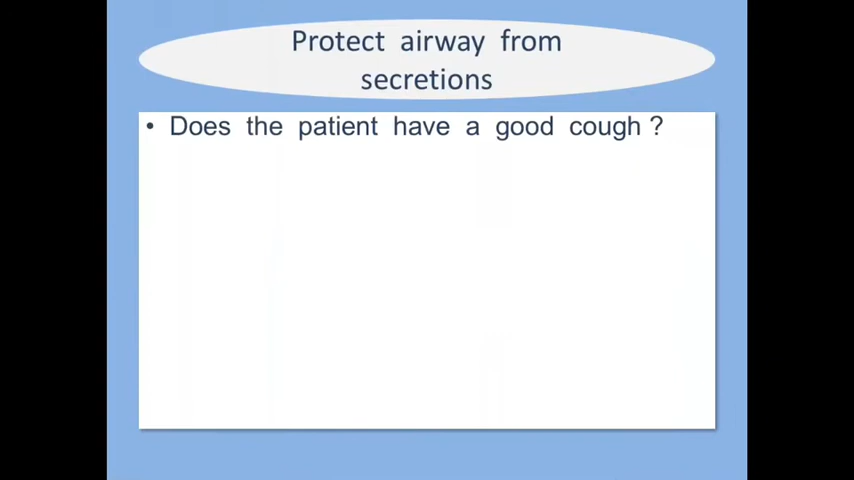 Protect airway from
secretions
• Does the patient have a good cough ?